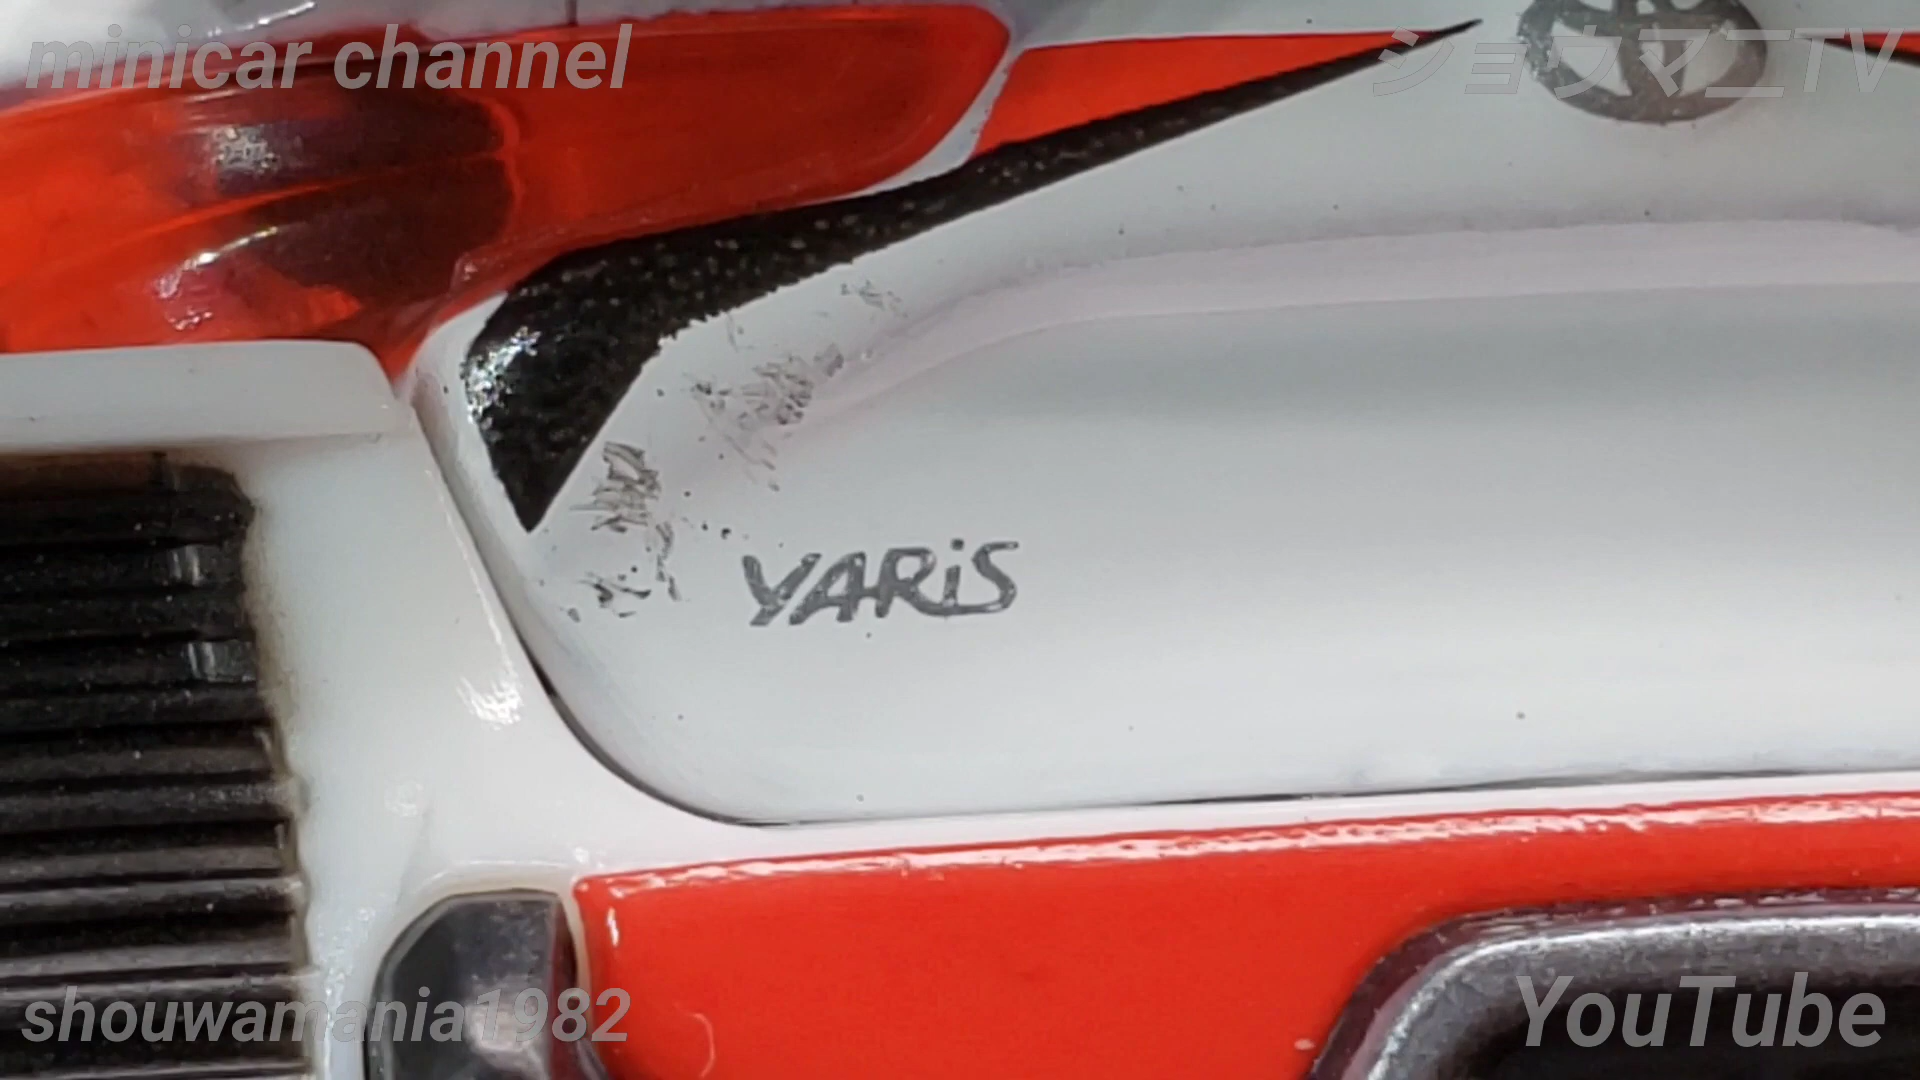 minicar channel
ショウマニTV
YARiS
shouwamania1982
YouTube